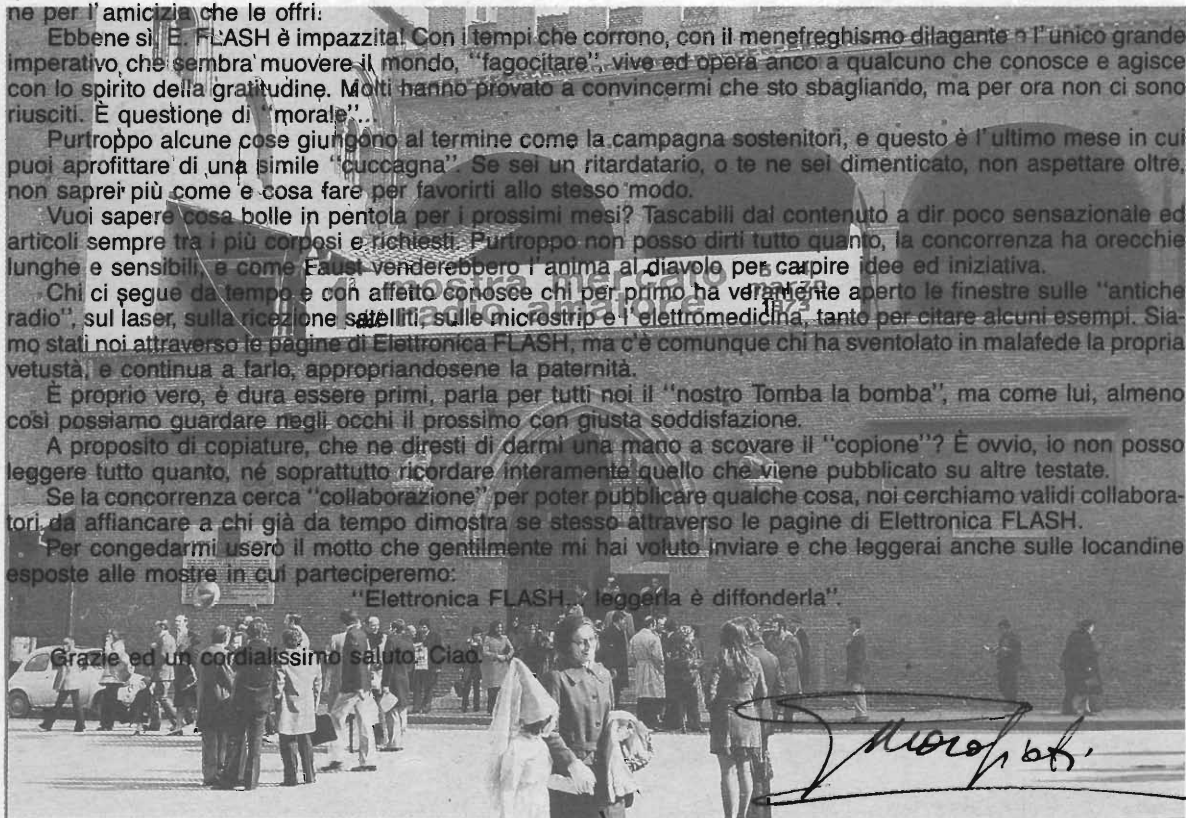 ne per l'amicizia che le offri:
Ebbene sì, E. FLASH è impazzita! Con i tempi che corrono, con il menefreghismo dilagante e l'unico grande
imperativo che sembra muovere il mondo, "fagocitare", vive ed opera anco a qualcuno che conosce e agisce
con lo spirito della gratitudine. Molti hanno provato a convincermi che sto sbagliando, ma per ora non ci sono
riusciti. È questione di "morale"...
Purtroppo alcune cose giungono al termine come la campagna sostenitori, e questo è l'ultimo mese in cui
puoi aprofittare di una simile "cuccagna" Se sei un ritardatario, o te ne sei dimenticato, non aspettare oltre,
non saprei più come e cosa fare per favorirti allo stesso modo.
Vuoi sapere cosa bolle in pentola per i prossimi mesi? Tascabili dal contenuto a dir poco sensazionale ed
articoli sempre tra i più corposi e richiesti. Purtroppo non posso dirti tutto quanto, la concorrenza ha orecchie
lunghe e sensibili, e come Faust venderebbero l'anima al diavolo per carpire idee ed iniziativa.
Chi ci segue da tempo e con affetto conosce chi per primo ha veramente aperto le finestre sulle "antiche
radio", sul laser, sulla ricezione satelliti, sulle microstrip e l'elettromedicina, tanto per citare alcuni esempi. Sia-
mo stati noi attraverso le pagine di Elettronica FLASH, ma c'è comunque chi ha sventolato in malafede la propria
vetustà, e continua a farlo, appropriandosene la paternità.
È proprio vero, è dura essere primi, parla per tutti noi il "nostro Tomba la bomba", ma come lui, almeno
così possiamo guardare negli occhi il prossimo con giusta soddisfazione.
A proposito di copiature, che ne diresti di darmi una mano a scovare il "copione"? È ovvio, io non posso
leggere tutto quanto, né soprattutto ricordare interamente quello che viene pubblicato su altre testate.
Se la concorrenza cerca "collaborazione" per poter pubblicare qualche cosa, noi cerchiamo validi collabora-
tori da affiancare a chi già da tempo dimostra se stesso attraverso le pagine di Elettronica FLASH.
Per congedarmi userò il motto che gentilmente mi hai voluto inviare e che leggerai anche sulle locandine
esposte alle mostre in cui parteciperemo:
"Elettronica FLASH... leggerla è diffonderla".
Grazie ed un cordialissimo saluto. Ciao.
mostra mercato
radio amatore
marzo